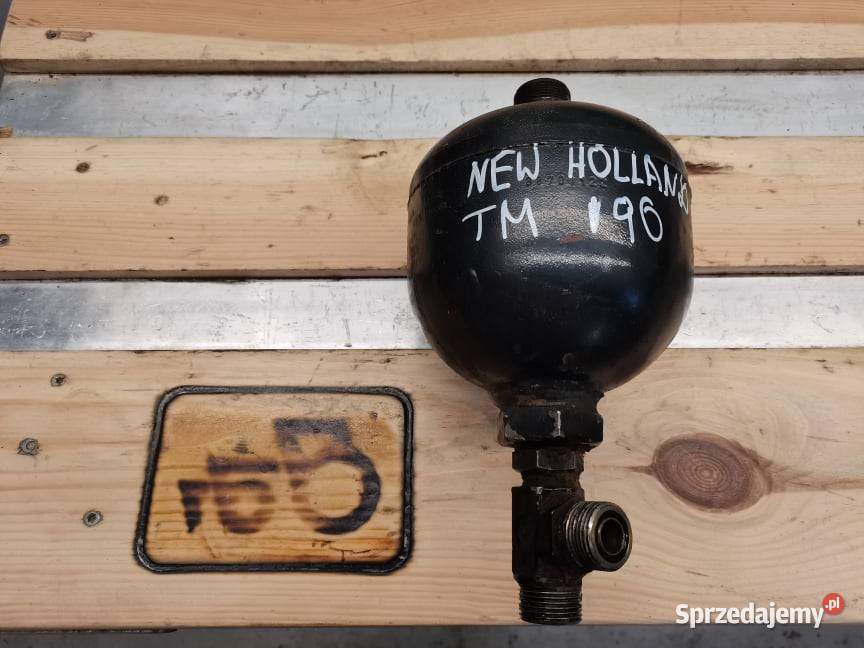 NEW HOLLAND
TM 190
Sprzedajemy.pl